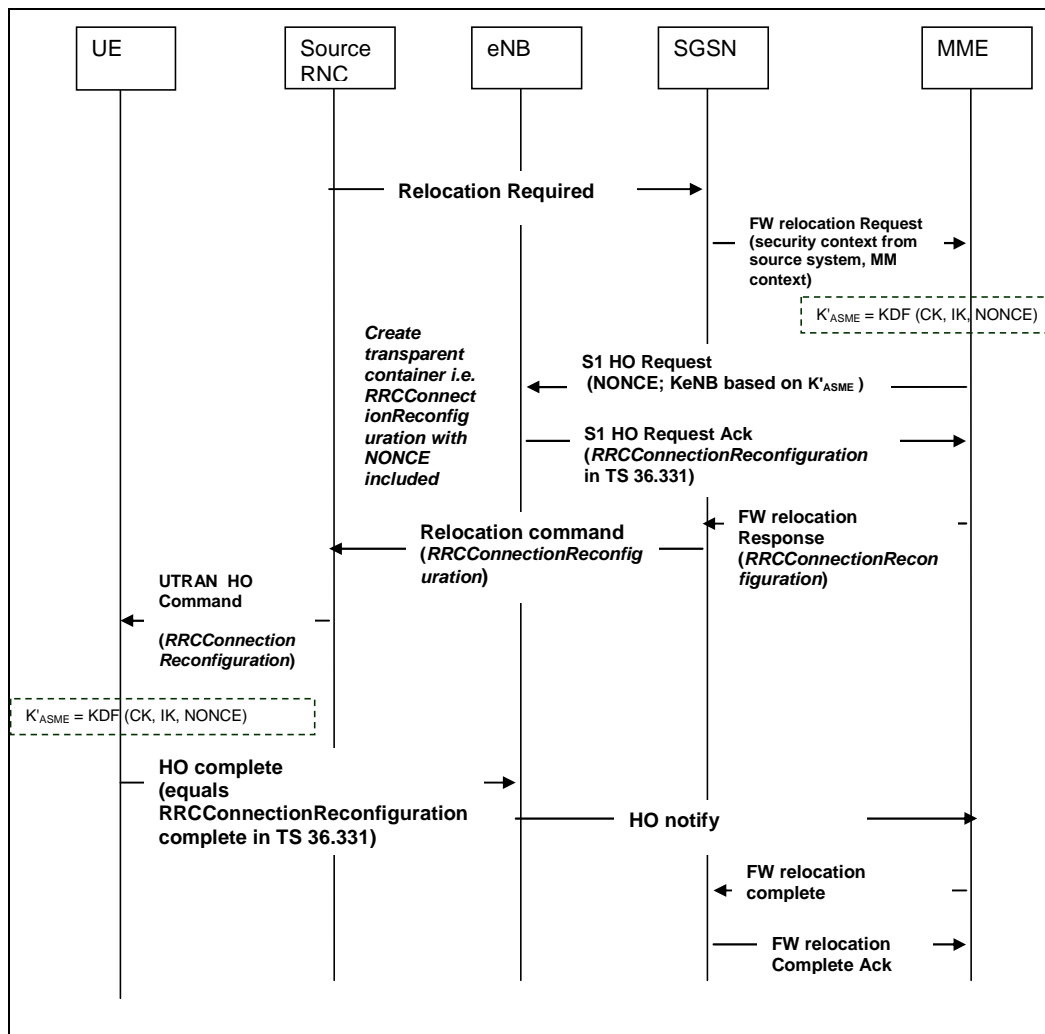 UE
Source
RNC
eNB
SGSN
MME
Relocation Required
FW relocation Request
(security context from
source system, MM
context)
K'ASME = KDF (CK, IK, NONCE)
Create
transparent
container i.e.
RRCConnect
ionReconfig
uration with
NONCE
included
S1 HO Request
(NONCE; KeNB based on K'ASME )
S1 HO Request Ack
(RRCConnectionReconfiguration
in TS 36.331)
FW relocation
Response
(RRCConnectionRecon
figuration)
Relocation command
(RRCConnectionReconfig
uration)
UTRAN HO
Command
(RRCConnection
Reconfiguration)
K'ASME = KDF (CK, IK, NONCE)
HO complete
(equals
RRCConnectionReconfiguration
complete in TS 36.331)
HO notify
FW relocation
complete
FW relocation
Complete Ack